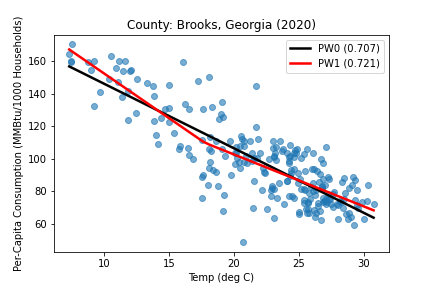 County: Brooks, Georgia (2020)
PW0 (0.707)
PW1 (0.721)
Per-Capita Consumption (MMBtu/1000 Households)
160
140
120
100
80
60
10
15
20
25
30
Temp (deg C)